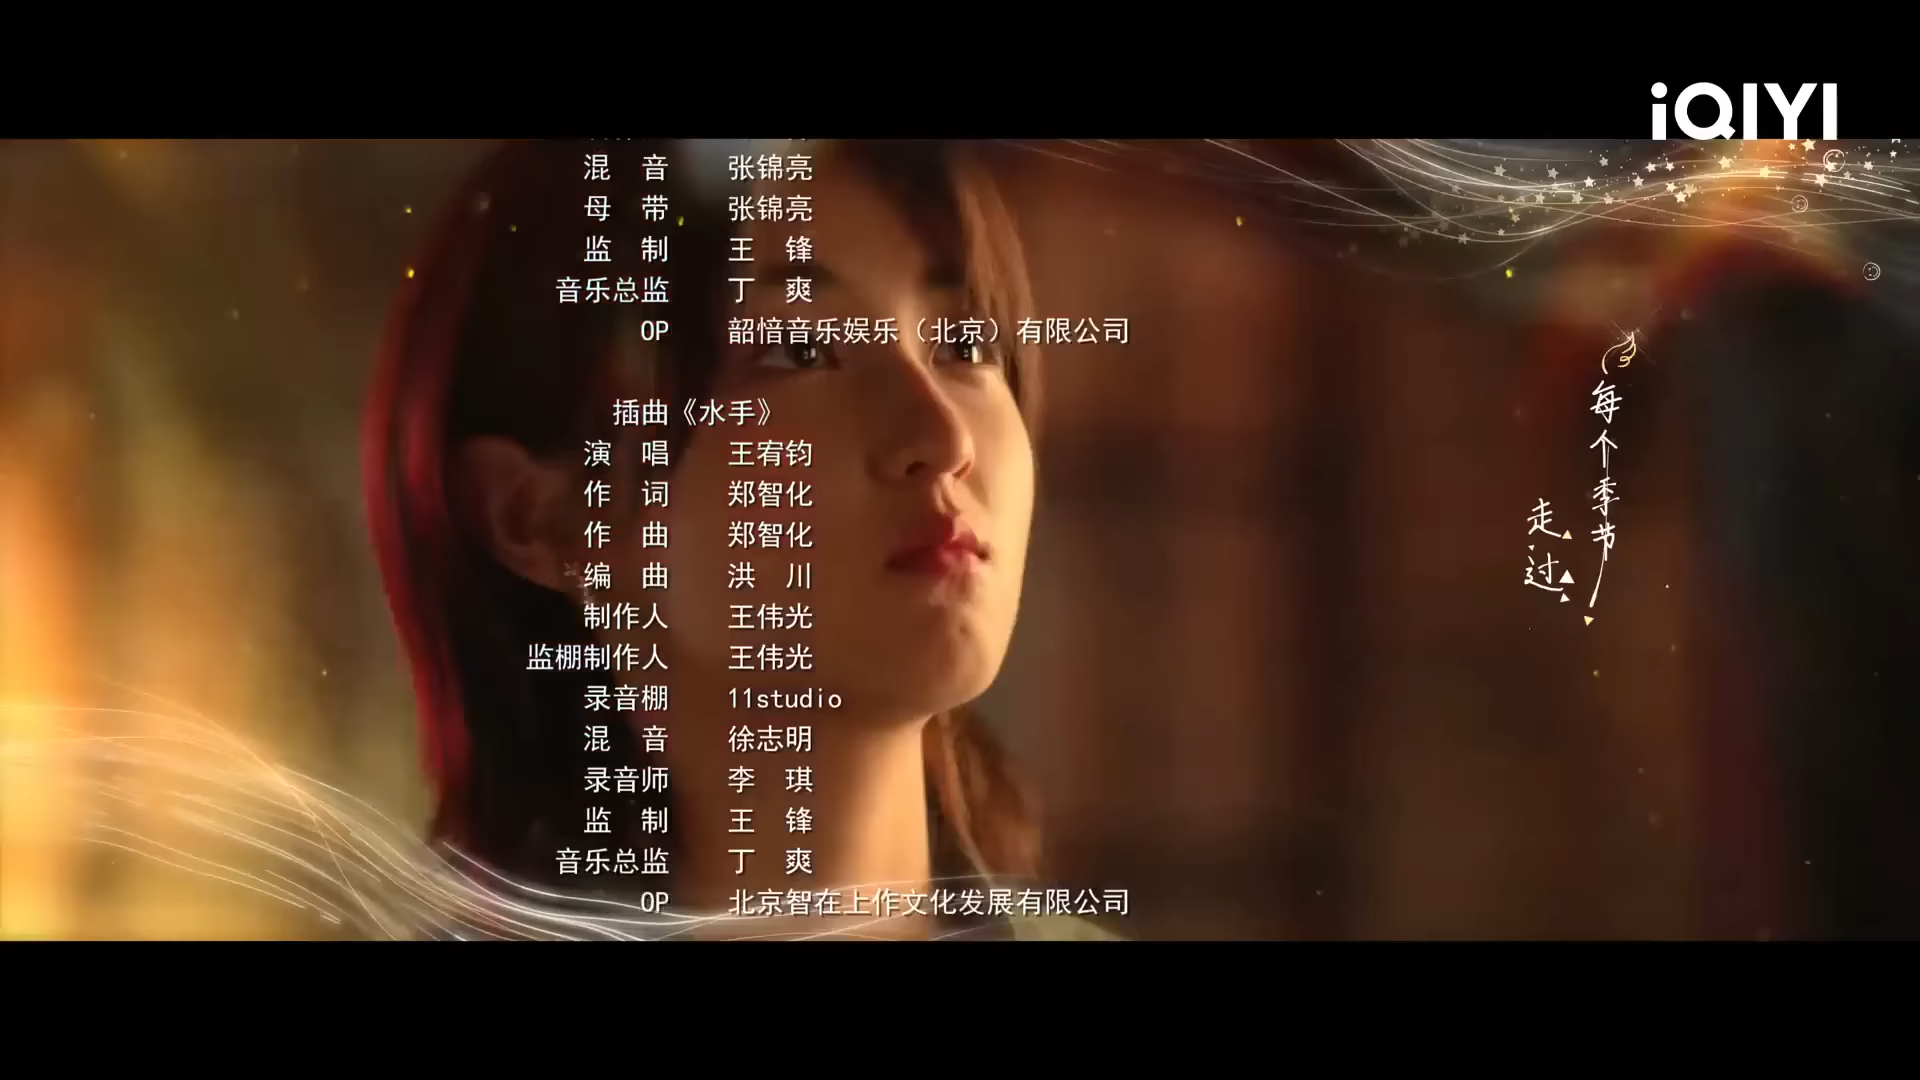 iQIYI
混 音 张锦亮
母 带 张锦亮
监 制 王 锋
音乐总监 丁 爽
OP 韶愔音乐娱乐（北京）有限公司
插曲《水手》
演 唱 王宥钧
作 词 郑智化
作 曲 郑智化
编 曲 洪 川
制作人 王伟光
监棚制作人 王伟光
录音棚 11studio
混 音 徐志明
录音师 李 琪
监 制 王 锋
音乐总监 丁 爽
OP 北京智在上作文化发展有限公司
每个季节
走过